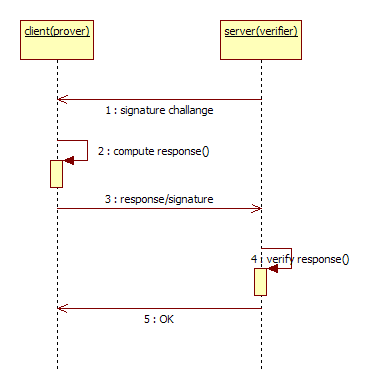 client(prover)
server(verifier)
1 : signature challange
2 : compute response()
3 : response/signature
4 : verify response()
5 : OK